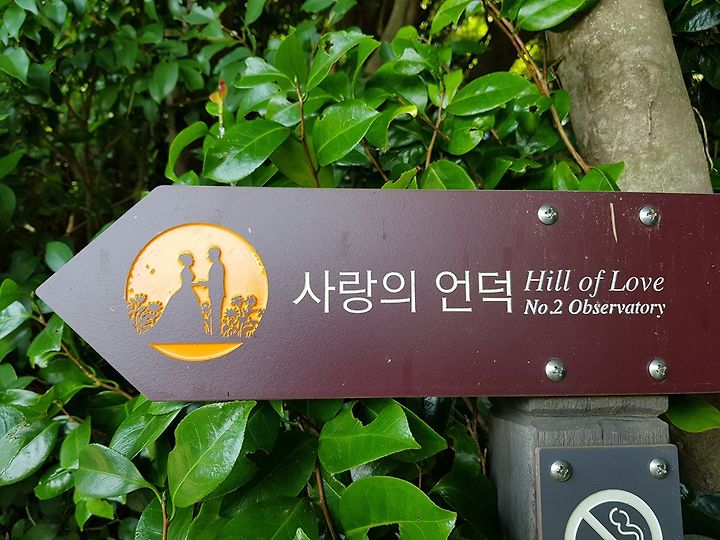 사랑의 언덕
Hill of Love
No.2 Observatory